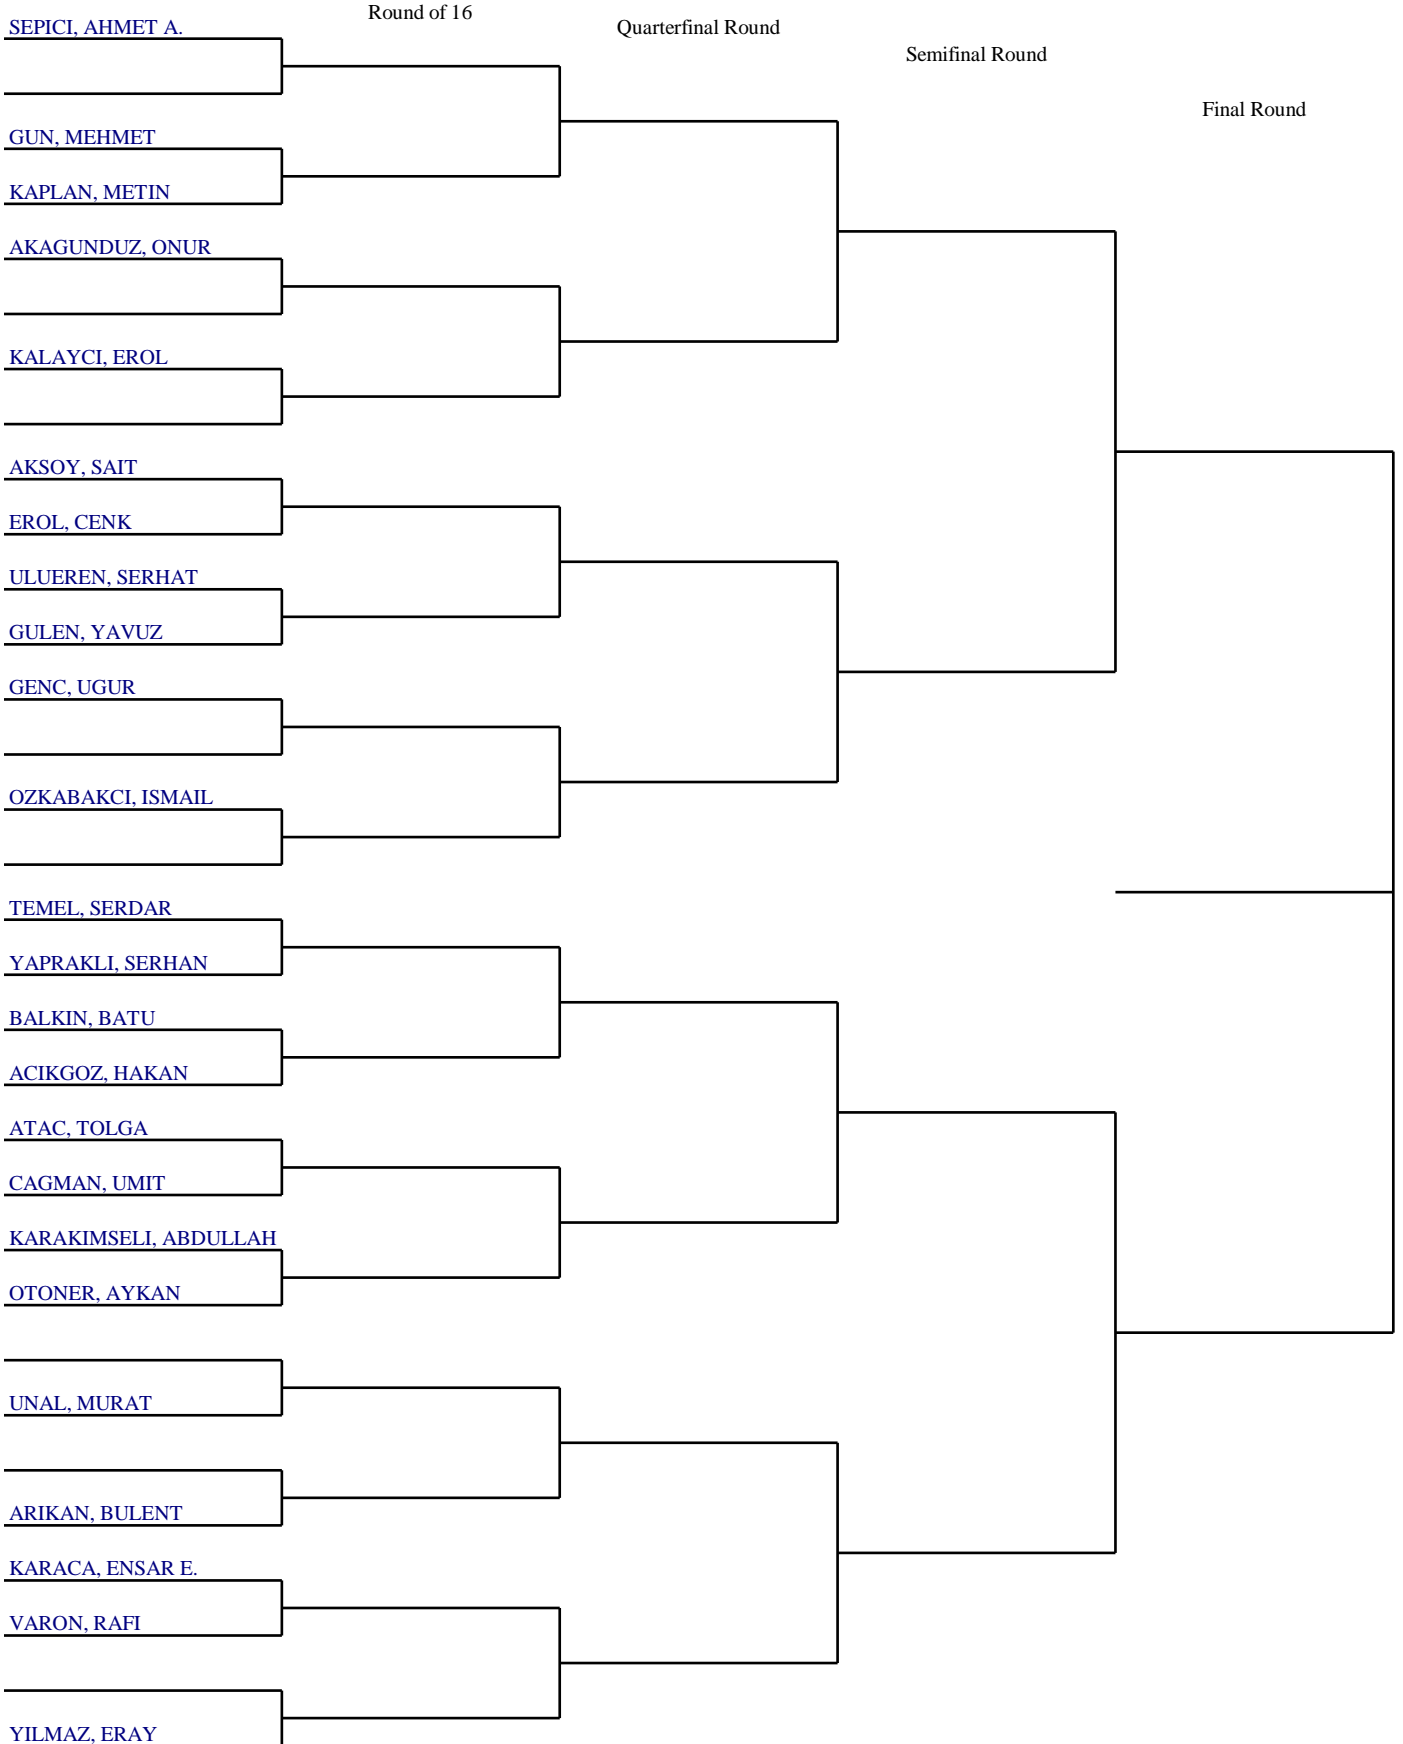 Round of 16
Quarterfinal Round
Semifinal Round
Final Round
SEPICI, AHMET A.
GUN, MEHMET
KAPLAN, METIN
AKAGUNDUZ, ONUR
KALAYCI, EROL
AKSOY, SAIT
EROL, CENK
ULUEREN, SERHAT
GULEN, YAVUZ
GENC, UGUR
OZKABAKCI, ISMAIL
TEMEL, SERDAR
YAPRAKLI, SERHAN
BALKIN, BATU
ACIKGOZ, HAKAN
ATAC, TOLGA
CAGMAN, UMIT
KARAKIMSELI, ABDULLAH
OTONER, AYKAN
UNAL, MURAT
ARIKAN, BULENT
KARACA, ENSAR E.
VARON, RAFI
YILMAZ, ERAY